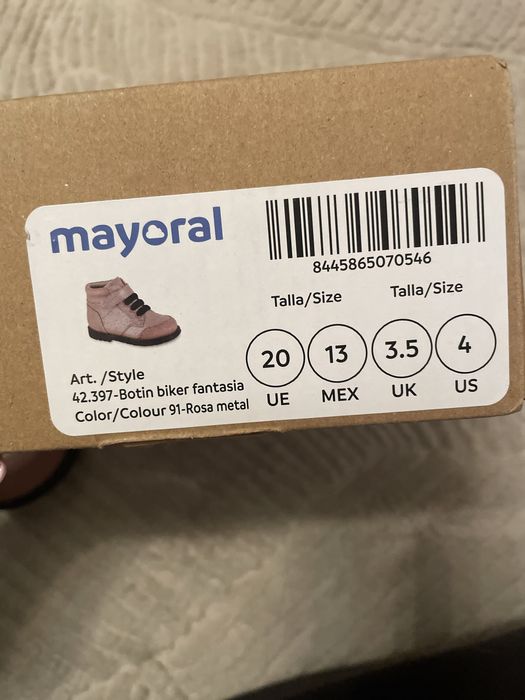 mayoral
8445865070546
Talla/Size Talla/Size
20 13 3.5 4
UE MEX UK US
Art. /Style
42.397-Botin biker fantasia
Color/Colour 91-Rosa metal